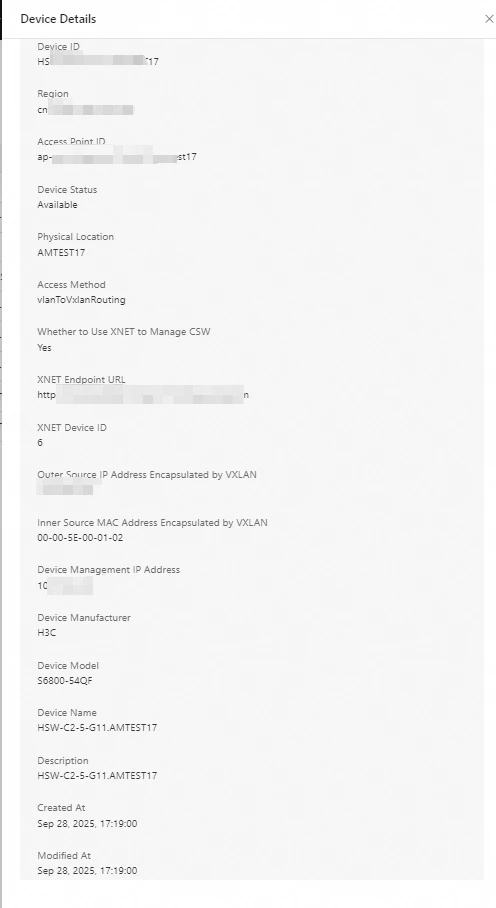 Device Details
Device ID
HS 17
Region
cn
Access Point ID
ap- st17
Device Status
Available
Physical Location
AMTEST17
Access Method
vlanToVxlanRouting
Whether to Use XNET to Manage CSW
Yes
XNET Endpoint URL
http n
XNET Device ID
6
Outer Source IP Address Encapsulated by VXLAN
Inner Source MAC Address Encapsulated by VXLAN
00-00-5E-00-01-02
Device Management IP Address
10
Device Manufacturer
H3C
Device Model
S6800-54QF
Device Name
HSW-C2-5-G11.AMTEST17
Description
HSW-C2-5-G11.AMTEST17
Created At
Sep 28, 2025, 17:19:00
Modified At
Sep 28, 2025, 17:19:00